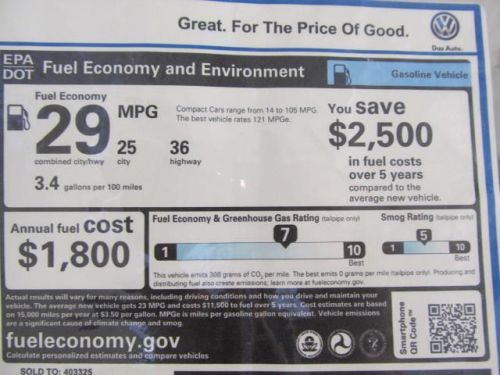 Great. For The Price Of Good.
Das Auto.
EPA
DOT
Fuel Economy and Environment
Gasoline Vehicle
Fuel Economy
29 MPG
combined city/hwy
25
city
36
highway
3.4 gallons per 100 miles
Compact Cars range from 14 to 105 MPG.
The best vehicle rates 121 MPGe.
You save
$2,500
in fuel costs
over 5 years
compared to the
average new vehicle.
Annual fuel cost
$1,800
Fuel Economy & Greenhouse Gas Rating (tailpipe only)
1
7
10
Best
Smog Rating (tailpipe only)
1
5
10
Best
This vehicle emits 308 grams of CO2 per mile. The best emits 0 grams per mile (tailpipe only). Producing and
distributing fuel also create emissions; learn more at fueleconomy.gov.
Actual results will vary for many reasons, including driving conditions and how you drive and maintain your
vehicle. The average new vehicle gets 23 MPG and costs $11,500 to fuel over 5 years. Cost estimates are based
on 15,000 miles per year at $3.50 per gallon. MPGe is miles per gasoline gallon equivalent. Vehicle emissions
are a significant cause of climate change and smog.
fueleconomy.gov
Calculate personalized estimates and compare vehicles
Smartphone
QR Code™
SOLD TO: 403325